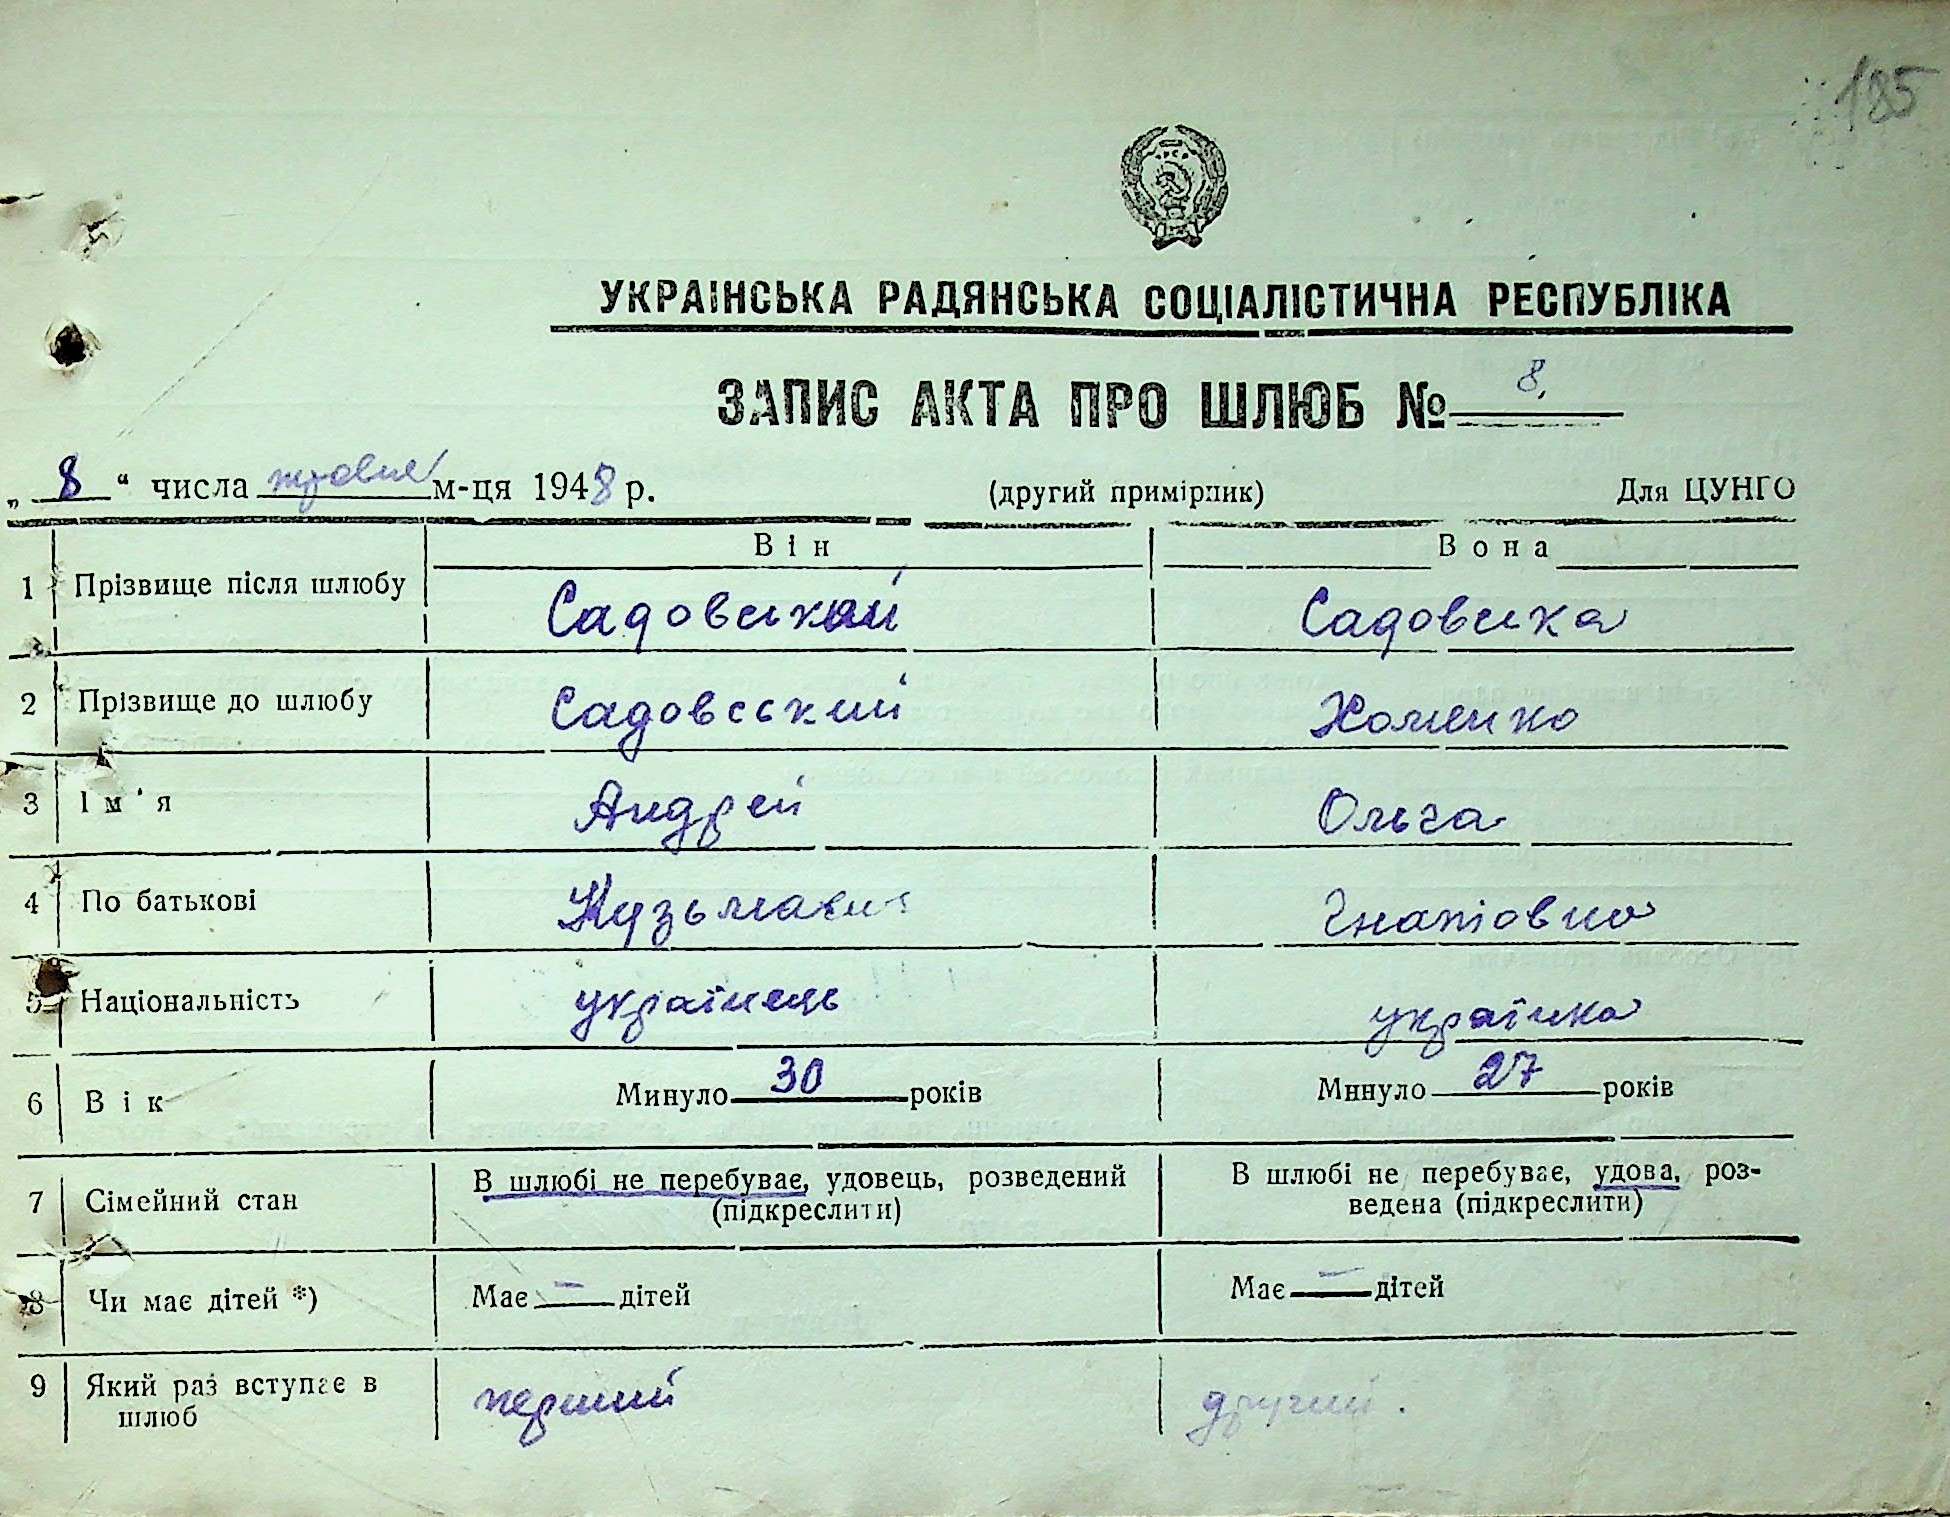 185
УКРАЇНСЬКА РАДЯНСЬКА СОЦІАЛІСТИЧНА РЕСПУБЛІКА
ЗАПИС АКТА ПРО ШЛЮБ № 8.
„ 8 “ числа жовтня м-ця 1948 р. (другий примірник) Для ЦУНГО
Він Вона
1 Прізвище після шлюбу Садовський Садовська
2 Прізвище до шлюбу Садовський Хоменко
3 Ім'я Андрей Ольга
4 По батькові Кузьмович Гнатовна
5 Національність українець українка
6 Вік Минуло 30 років Минуло 27 років
7 Сімейний стан В шлюбі не перебуває, удовець, розведений В шлюбі не перебуває, удова, роз-
(підкреслити) ведена (підкреслити)
8 Чи має дітей *) Має — дітей Має — дітей
9 Який раз вступає в перший другий.
шлюб